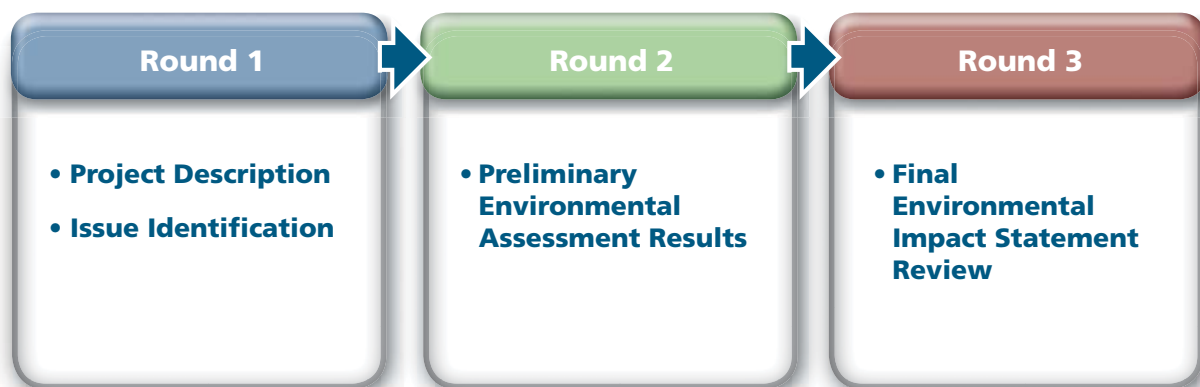 Round 1
• Project Description
• Issue Identification
Round 2
• Preliminary
Environmental
Assessment Results
Round 3
• Final
Environmental
Impact Statement
Review